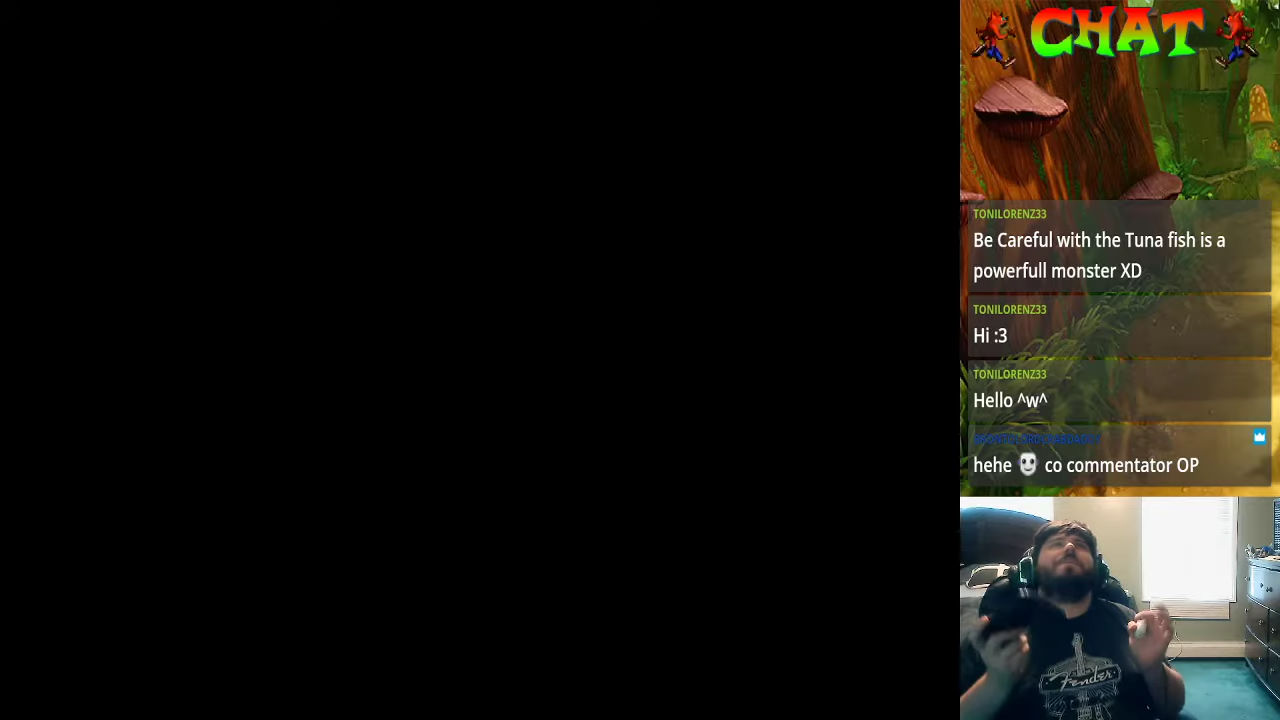 CHAT
TONILORENZ33
Be Careful with the Tuna fish is a
powerfull monster XD
TONILORENZ33
Hi :3
TONILORENZ33
Hello ^w^
hehe co commentator OP
Fender